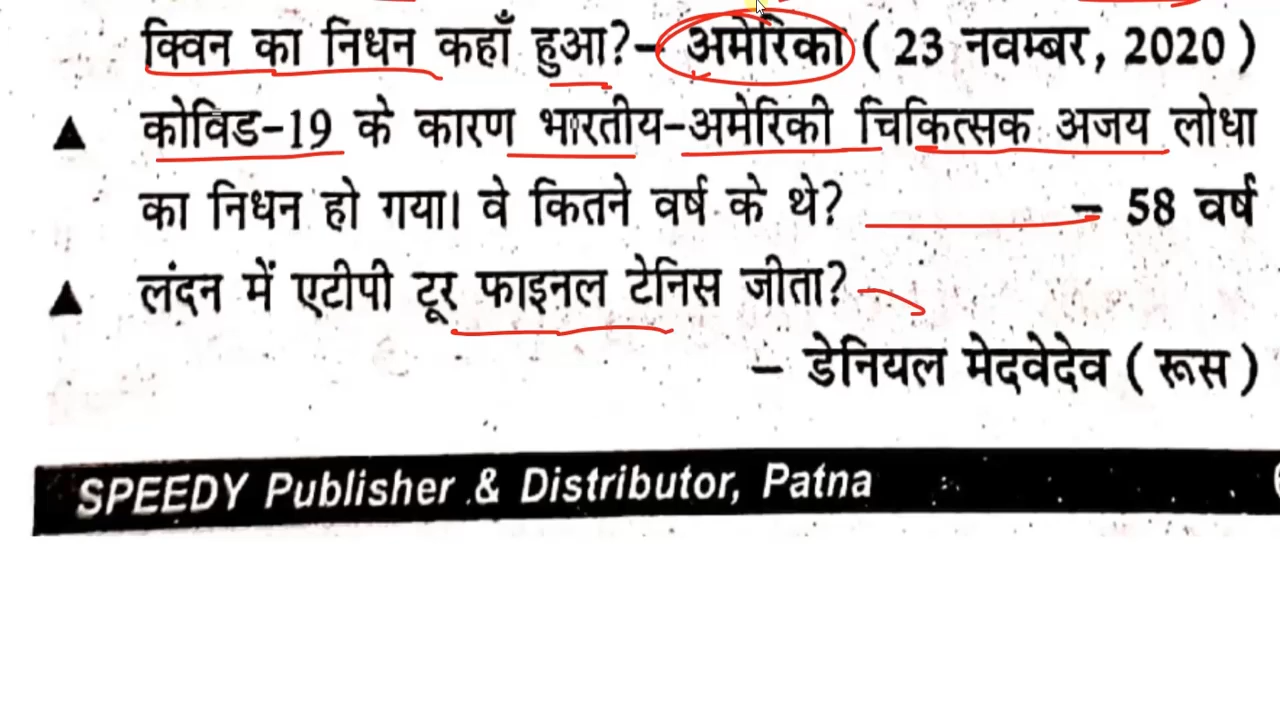 क्विन का निधन कहाँ हुआ?– अमेरिका ( 23 नवम्बर, 2020 )
▲ कोविड-19 के कारण भारतीय-अमेरिकी चिकित्सक अजय लोधा
का निधन हो गया। वे कितने वर्ष के थे? – 58 वर्ष
▲ लंदन में एटीपी टूर फाइनल टेनिस जीता?
– डेनियल मेदवेदेव ( रूस )
SPEEDY Publisher & Distributor, Patna